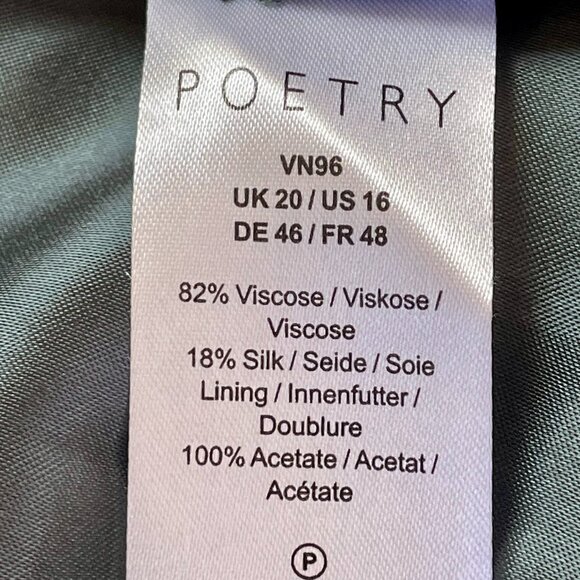 POETRY
VN96
UK 20 / US 16
DE 46 / FR 48
82% Viscose / Viskose /
Viscose
18% Silk / Seide / Soie
Lining / Innenfutter /
Doublure
100% Acetate / Acetat /
Acétate
P